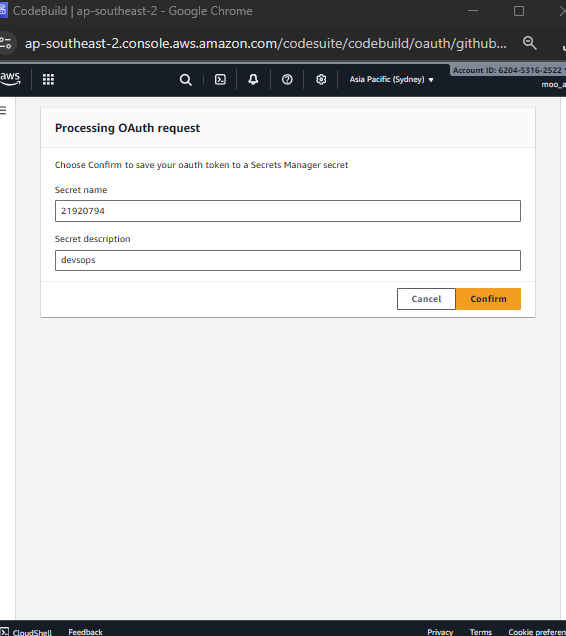 CodeBuild | ap-southeast-2 - Google Chrome
ap-southeast-2.console.aws.amazon.com/codesuite/codebuild/oauth/github...
aws
Asia Pacific (Sydney)
Account ID: 6204-5316-2522
moo_a
Processing OAuth request
Choose Confirm to save your oauth token to a Secrets Manager secret
Secret name
21920794
Secret description
devsops
Cancel Confirm
CloudShell Feedback Privacy Terms Cookie preferen